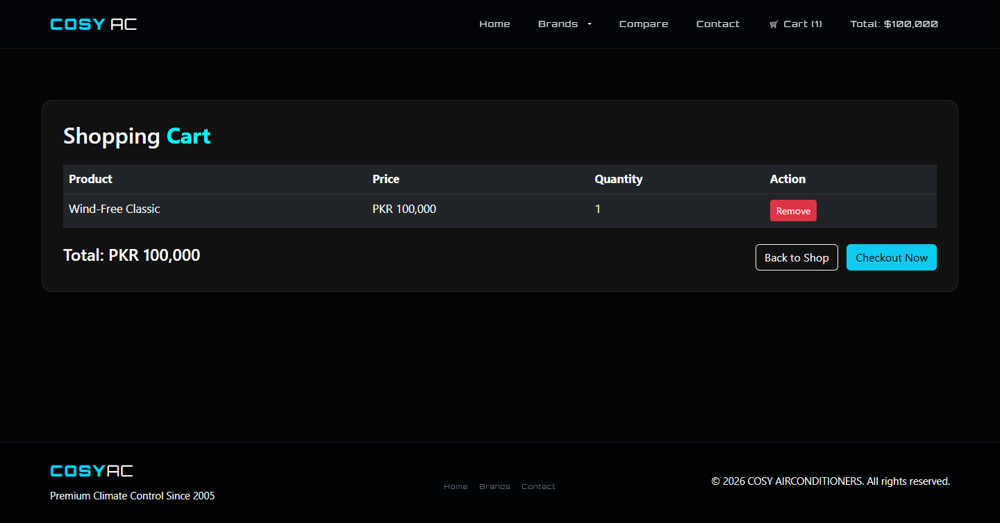 COSY AC Home Brands Compare Contact 🛒 Cart (1) Total: $100,000
Shopping Cart
Product Price Quantity Action
Wind-Free Classic PKR 100,000 1 Remove
Total: PKR 100,000 Back to Shop Checkout Now
COSYAC
Premium Climate Control Since 2005
Home Brands Contact
© 2026 COSY AIRCONDITIONERS. All rights reserved.